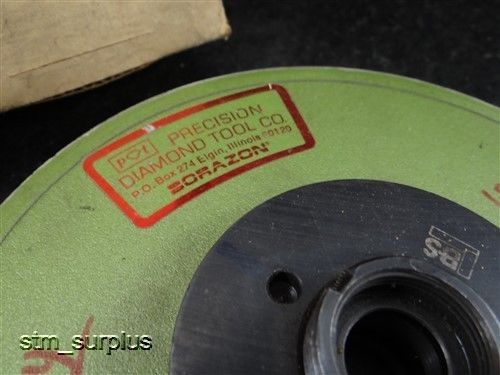 PDT
PRECISION
DIAMOND TOOL CO.
P.O. Box 274 Elgin, Illinois 60120
BORAZON®
BS
stm_surplus